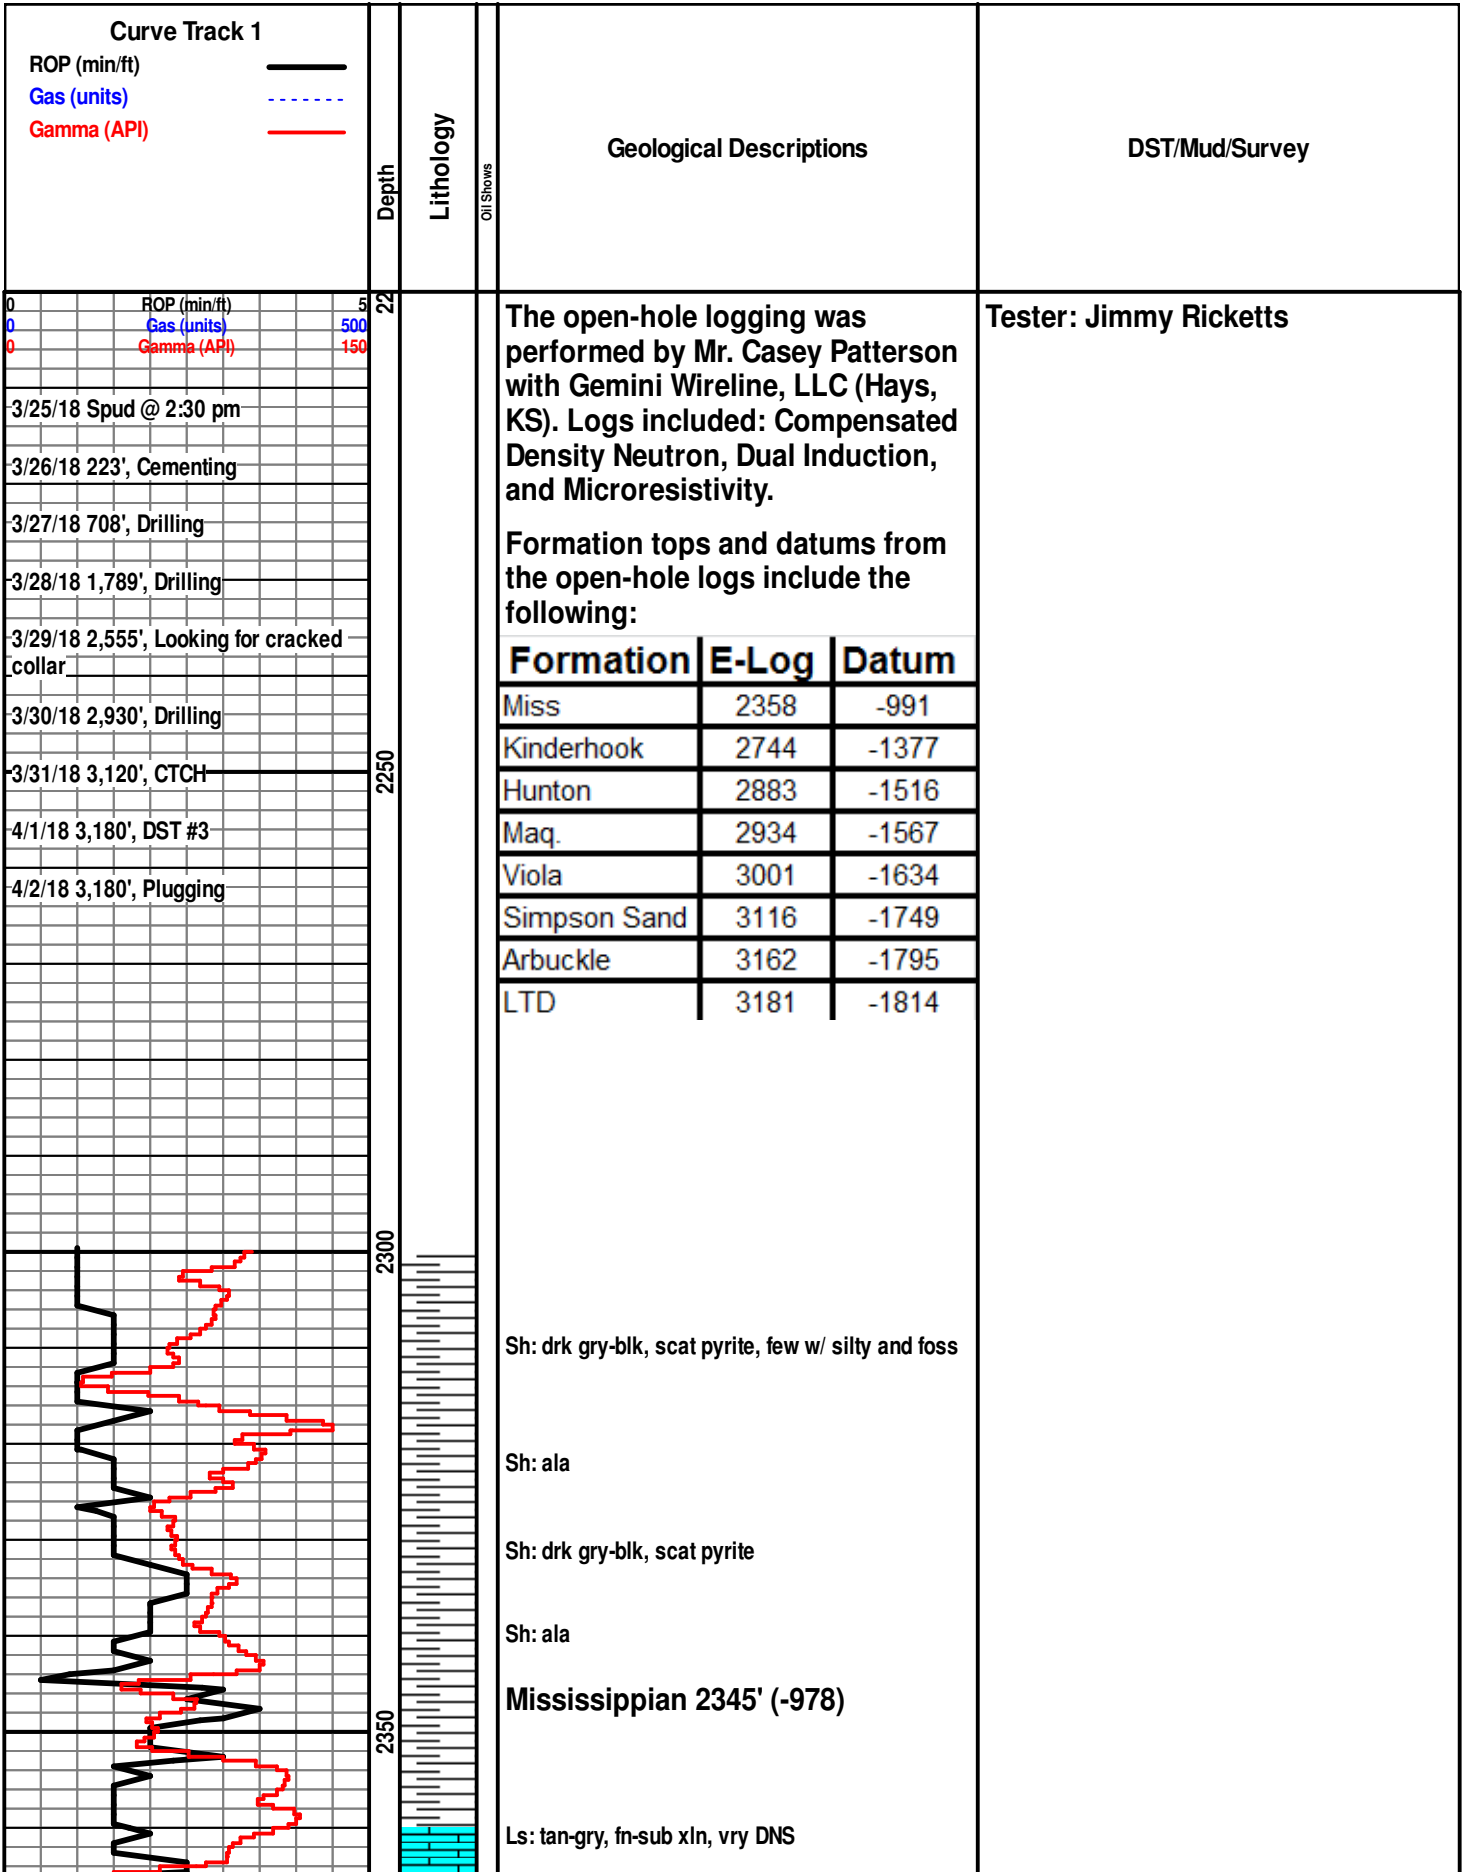 Curve Track 1
ROP (min/ft)
Gas (units)
Gamma (API)
Depth
Lithology
Oil Shows
Geological Descriptions
DST/Mud/Survey
0 ROP (min/ft) 5
0 Gas (units) 500
0 Gamma (API) 150
22
3/25/18 Spud @ 2:30 pm
3/26/18 223', Cementing
3/27/18 708', Drilling
3/28/18 1,789', Drilling
3/29/18 2,555', Looking for cracked
collar
3/30/18 2,930', Drilling
3/31/18 3,120', CTCH
4/1/18 3,180', DST #3
4/2/18 3,180', Plugging
2250
2300
2350
The open-hole logging was
performed by Mr. Casey Patterson
with Gemini Wireline, LLC (Hays,
KS). Logs included: Compensated
Density Neutron, Dual Induction,
and Microresistivity.
Formation tops and datums from
the open-hole logs include the
following:
Formation E-Log Datum
Miss 2358 -991
Kinderhook 2744 -1377
Hunton 2883 -1516
Maq. 2934 -1567
Viola 3001 -1634
Simpson Sand 3116 -1749
Arbuckle 3162 -1795
LTD 3181 -1814
Sh: drk gry-blk, scat pyrite, few w/ silty and foss
Sh: ala
Sh: drk gry-blk, scat pyrite
Sh: ala
Mississippian 2345' (-978)
Ls: tan-gry, fn-sub xln, vry DNS
Tester: Jimmy Ricketts